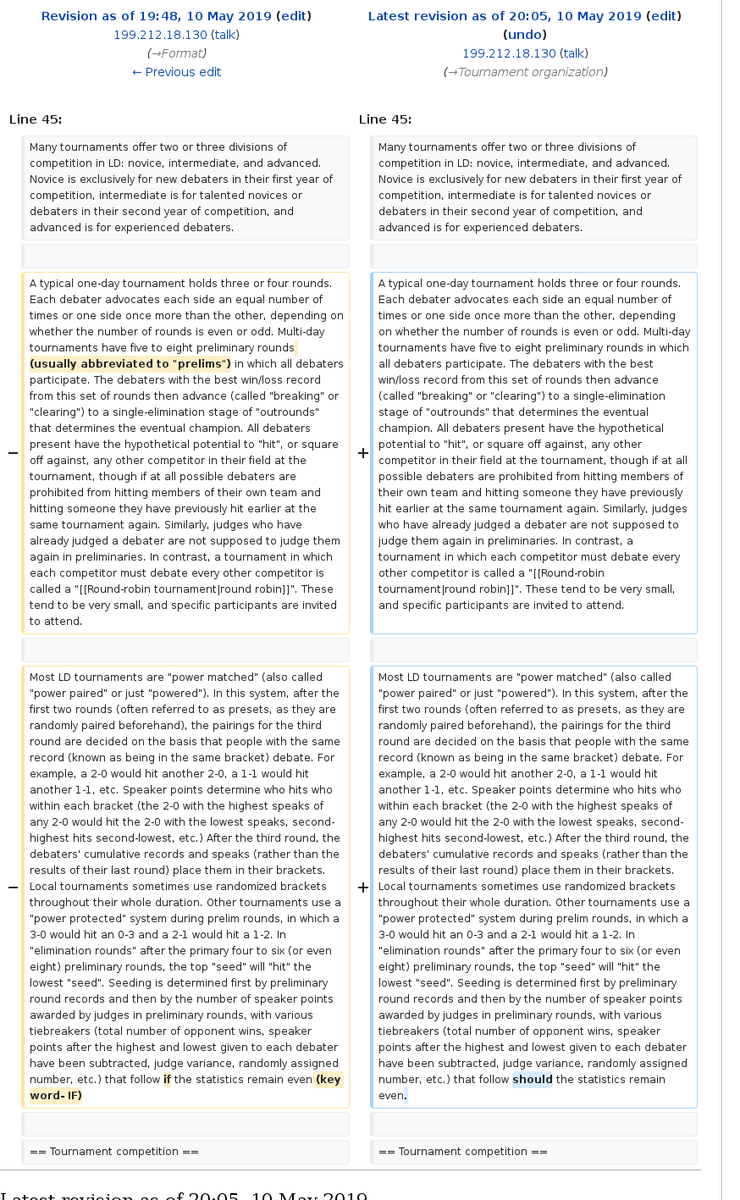 Revision as of 19:48, 10 May 2019 (edit)
199.212.18.130 (talk)
(→Format)
← Previous edit
Latest revision as of 20:05, 10 May 2019 (edit)
(undo)
199.212.18.130 (talk)
(→Tournament organization)
Line 45:
Many tournaments offer two or three divisions of
competition in LD: novice, intermediate, and advanced.
Novice is exclusively for new debaters in their first year of
competition, intermediate is for talented novices or
debaters in their second year of competition, and
advanced is for experienced debaters.
− A typical one-day tournament holds three or four rounds.
Each debater advocates each side an equal number of
times or one side once more than the other, depending on
whether the number of rounds is even or odd. Multi-day
tournaments have five to eight preliminary rounds
(usually abbreviated to "prelims") in which all debaters
participate. The debaters with the best win/loss record
from this set of rounds then advance (called "breaking" or
"clearing") to a single-elimination stage of "outrounds"
that determines the eventual champion. All debaters
present have the hypothetical potential to "hit", or square
off against, any other competitor in their field at the
tournament, though if at all possible debaters are
prohibited from hitting members of their own team and
hitting someone they have previously hit earlier at the
same tournament again. Similarly, judges who have
already judged a debater are not supposed to judge them
again in preliminaries. In contrast, a tournament in which
each competitor must debate every other competitor is
called a "[[Round-robin tournament|round robin]]". These
tend to be very small, and specific participants are invited
to attend.
− Most LD tournaments are "power matched" (also called
"power paired" or just "powered"). In this system, after the
first two rounds (often referred to as presets, as they are
randomly paired beforehand), the pairings for the third
round are decided on the basis that people with the same
record (known as being in the same bracket) debate. For
example, a 2-0 would hit another 2-0, a 1-1 would hit
another 1-1, etc. Speaker points determine who hits who
within each bracket (the 2-0 with the highest speaks of
any 2-0 would hit the 2-0 with the lowest speaks, second-
highest hits second-lowest, etc.) After the third round, the
debaters' cumulative records and speaks (rather than the
results of their last round) place them in their brackets.
Local tournaments sometimes use randomized brackets
throughout their whole duration. Other tournaments use a
"power protected" system during prelim rounds, in which a
3-0 would hit an 0-3 and a 2-1 would hit a 1-2. In
"elimination rounds" after the primary four to six (or even
eight) preliminary rounds, the top "seed" will "hit" the
lowest "seed". Seeding is determined first by preliminary
round records and then by the number of speaker points
awarded by judges in preliminary rounds, with various
tiebreakers (total number of opponent wins, speaker
points after the highest and lowest given to each debater
have been subtracted, judge variance, randomly assigned
number, etc.) that follow if the statistics remain even (key
word- IF)
== Tournament competition ==
Line 45:
Many tournaments offer two or three divisions of
competition in LD: novice, intermediate, and advanced.
Novice is exclusively for new debaters in their first year of
competition, intermediate is for talented novices or
debaters in their second year of competition, and
advanced is for experienced debaters.
+ A typical one-day tournament holds three or four rounds.
Each debater advocates each side an equal number of
times or one side once more than the other, depending
on whether the number of rounds is even or odd. Multi-day
tournaments have five to eight preliminary rounds in which
all debaters participate. The debaters with the best
win/loss record from this set of rounds then advance
(called "breaking" or "clearing") to a single-elimination
stage of "outrounds" that determines the eventual
champion. All debaters present have the hypothetical
potential to "hit", or square off against, any other
competitor in their field at the tournament, though if at all
possible debaters are prohibited from hitting members of
their own team and hitting someone they have previously
hit earlier at the same tournament again. Similarly, judges
who have already judged a debater are not supposed to
judge them again in preliminaries. In contrast, a
tournament in which each competitor must debate every
other competitor is called a "[[Round-robin
tournament|round robin]]". These tend to be very small,
and specific participants are invited to attend.
+ Most LD tournaments are "power matched" (also called
"power paired" or just "powered"). In this system, after the
first two rounds (often referred to as presets, as they are
randomly paired beforehand), the pairings for the third
round are decided on the basis that people with the same
record (known as being in the same bracket) debate. For
example, a 2-0 would hit another 2-0, a 1-1 would hit
another 1-1, etc. Speaker points determine who hits who
within each bracket (the 2-0 with the highest speaks of
any 2-0 would hit the 2-0 with the lowest speaks, second-
highest hits second-lowest, etc.) After the third round, the
debaters' cumulative records and speaks (rather than the
results of their last round) place them in their brackets.
Local tournaments sometimes use randomized brackets
throughout their whole duration. Other tournaments use a
"power protected" system during prelim rounds, in which a
3-0 would hit an 0-3 and a 2-1 would hit a 1-2. In
"elimination rounds" after the primary four to six (or even
eight) preliminary rounds, the top "seed" will "hit" the
lowest "seed". Seeding is determined first by preliminary
round records and then by the number of speaker points
awarded by judges in preliminary rounds, with various
tiebreakers (total number of opponent wins, speaker
points after the highest and lowest given to each debater
have been subtracted, judge variance, randomly assigned
number, etc.) that follow should the statistics remain
even.
== Tournament competition ==
Latest revision as of 20:05, 10 May 2019